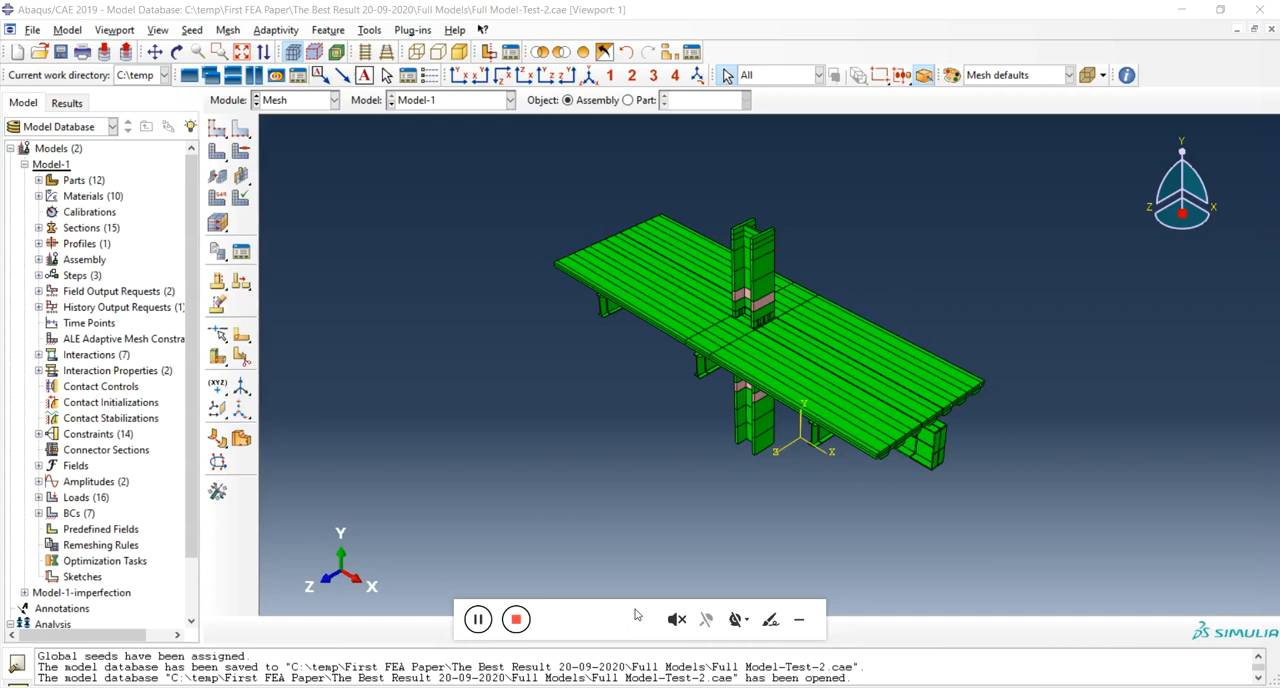 Abaqus/CAE 2019 - Model Database: C:\temp\First FEA Paper\The Best Result 20-09-2020\Full Models\Full Model-Test-2.cae [Viewport: 1]
File Model Viewport View Seed Mesh Adaptivity Feature Tools Plug-ins Help
A 1 2 3 4 All Mesh defaults
Current work directory: C:\temp
Model Results Module: Mesh Model: Model-1 Object: Assembly Part:
Model Database
Models (2)
Model-1
Parts (12)
Materials (10)
Calibrations
Sections (15)
Profiles (1)
Assembly
Steps (3)
Field Output Requests (2)
History Output Requests (1)
Time Points
ALE Adaptive Mesh Constra
Interactions (7)
Interaction Properties (2)
Contact Controls
Contact Initializations
Contact Stabilizations
Constraints (14)
Connector Sections
Fields
Amplitudes (2)
Loads (16)
BCs (7)
Predefined Fields
Remeshing Rules
Optimization Tasks
Sketches
Model-1-imperfection
Annotations
Analysis
(XYZ)
Y
Z X
Y
Z X
Y
Z X
SIMULIA
Global seeds have been assigned.
The model database has been saved to "C:\temp\First FEA Paper\The Best Result 20-09-2020\Full Models\Full Model-Test-2.cae".
The model database "C:\temp\First FEA Paper\The Best Result 20-09-2020\Full Models\Full Model-Test-2.cae" has been opened.